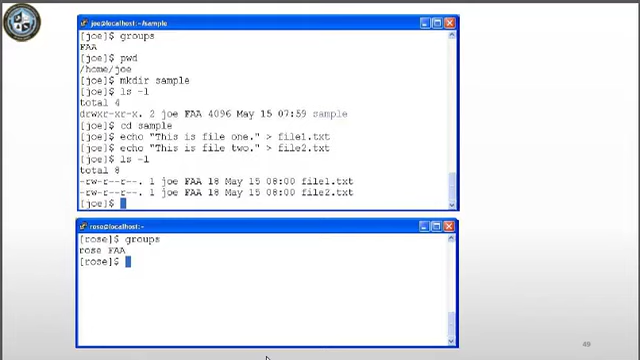 joe@localhost:~/sample
[joe]$ groups
FAA
[joe]$ pwd
/home/joe
[joe]$ mkdir sample
[joe]$ ls -l
total 4
drwxr-xr-x. 2 joe FAA 4096 May 15 07:59 sample
[joe]$ cd sample
[joe]$ echo "This is file one." > file1.txt
[joe]$ echo "This is file two." > file2.txt
[joe]$ ls -l
total 8
-rw-r--r--. 1 joe FAA 18 May 15 08:00 file1.txt
-rw-r--r--. 1 joe FAA 18 May 15 08:00 file2.txt
[joe]$
rose@localhost:~
[rose]$ groups
rose FAA
[rose]$
49